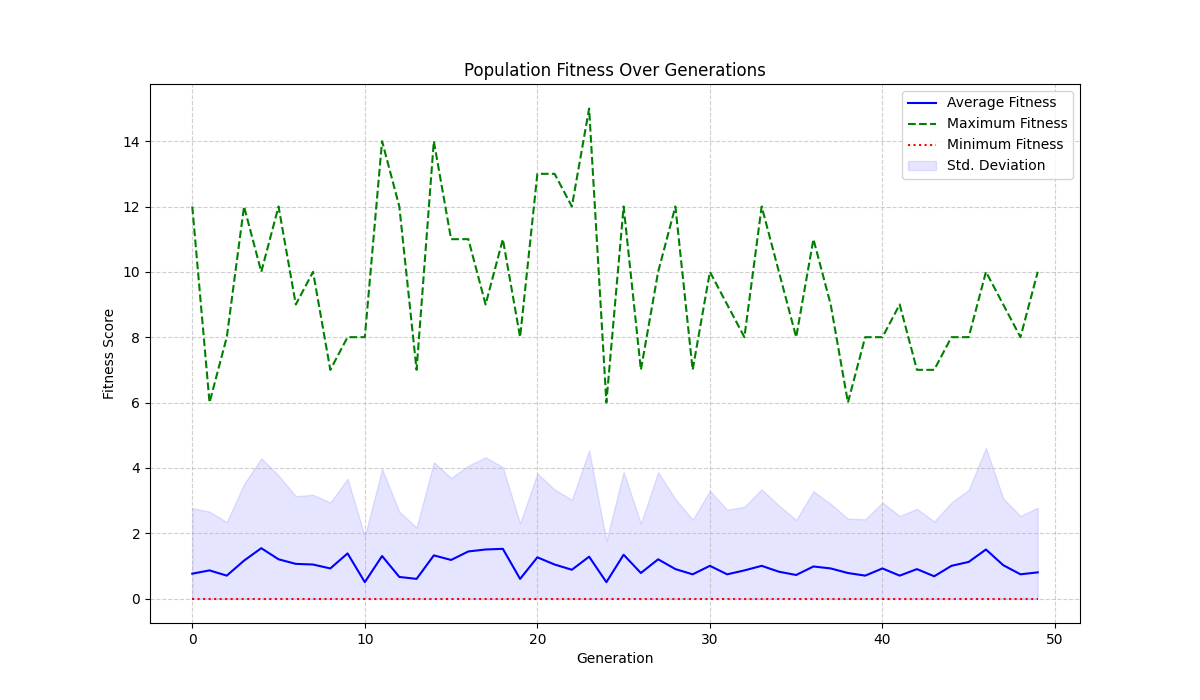 Population Fitness Over Generations
Average Fitness
Maximum Fitness
Minimum Fitness
Std. Deviation
Fitness Score
14
12
10
8
6
4
2
0
0 10 20 30 40 50
Generation